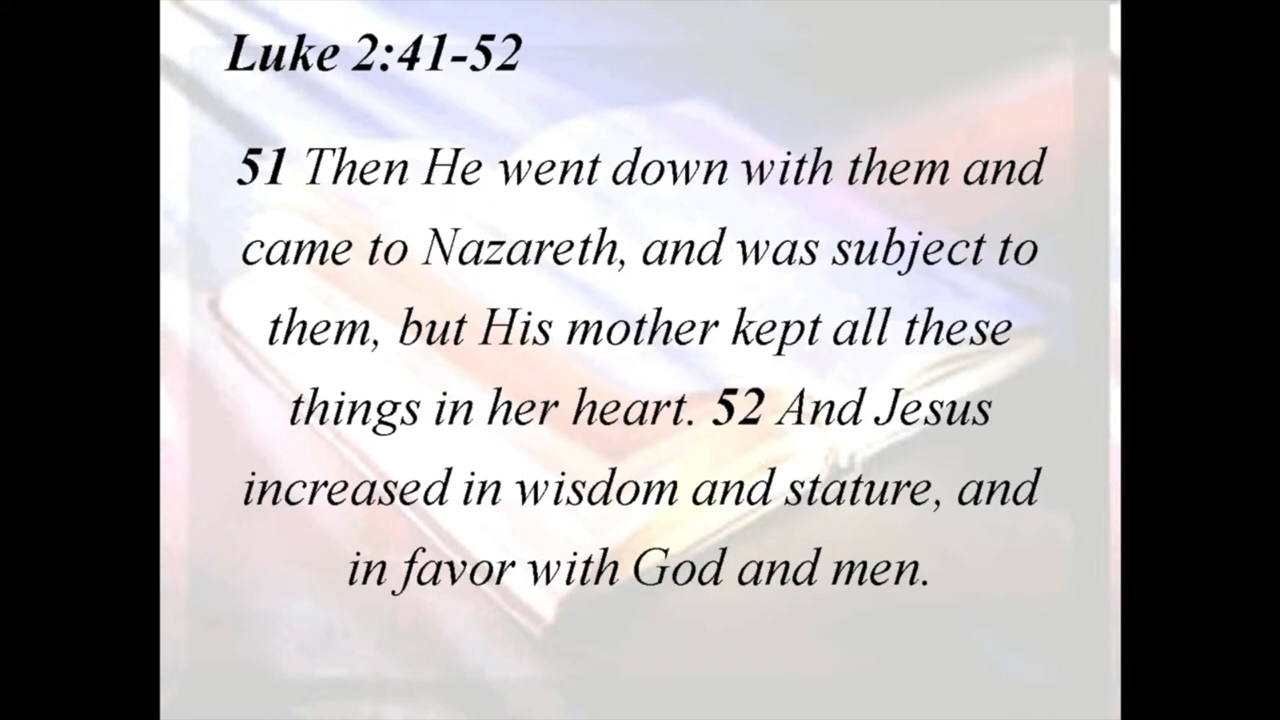 Luke 2:41-52
51 Then He went down with them and
came to Nazareth, and was subject to
them, but His mother kept all these
things in her heart. 52 And Jesus
increased in wisdom and stature, and
in favor with God and men.